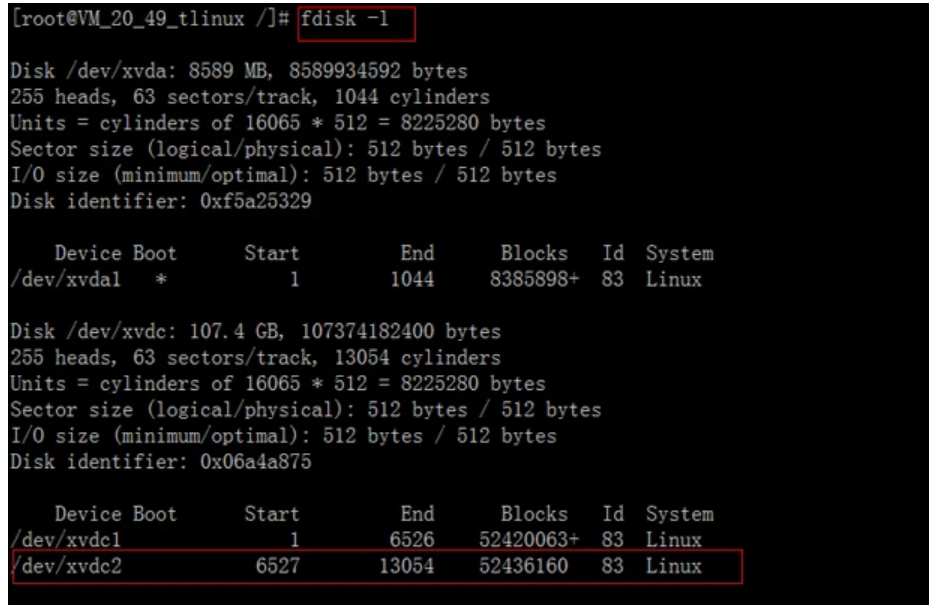 [root@VM_20_49_tlinux /]# fdisk -l
Disk /dev/xvda: 8589 MB, 8589934592 bytes
255 heads, 63 sectors/track, 1044 cylinders
Units = cylinders of 16065 * 512 = 8225280 bytes
Sector size (logical/physical): 512 bytes / 512 bytes
I/O size (minimum/optimal): 512 bytes / 512 bytes
Disk identifier: 0xf5a25329
Device Boot Start End Blocks Id System
/dev/xvda1 * 1 1044 8385898+ 83 Linux
Disk /dev/xvdc: 107.4 GB, 107374182400 bytes
255 heads, 63 sectors/track, 13054 cylinders
Units = cylinders of 16065 * 512 = 8225280 bytes
Sector size (logical/physical): 512 bytes / 512 bytes
I/O size (minimum/optimal): 512 bytes / 512 bytes
Disk identifier: 0x06a4a875
Device Boot Start End Blocks Id System
/dev/xvdc1 1 6526 52420063+ 83 Linux
/dev/xvdc2 6527 13054 52436160 83 Linux